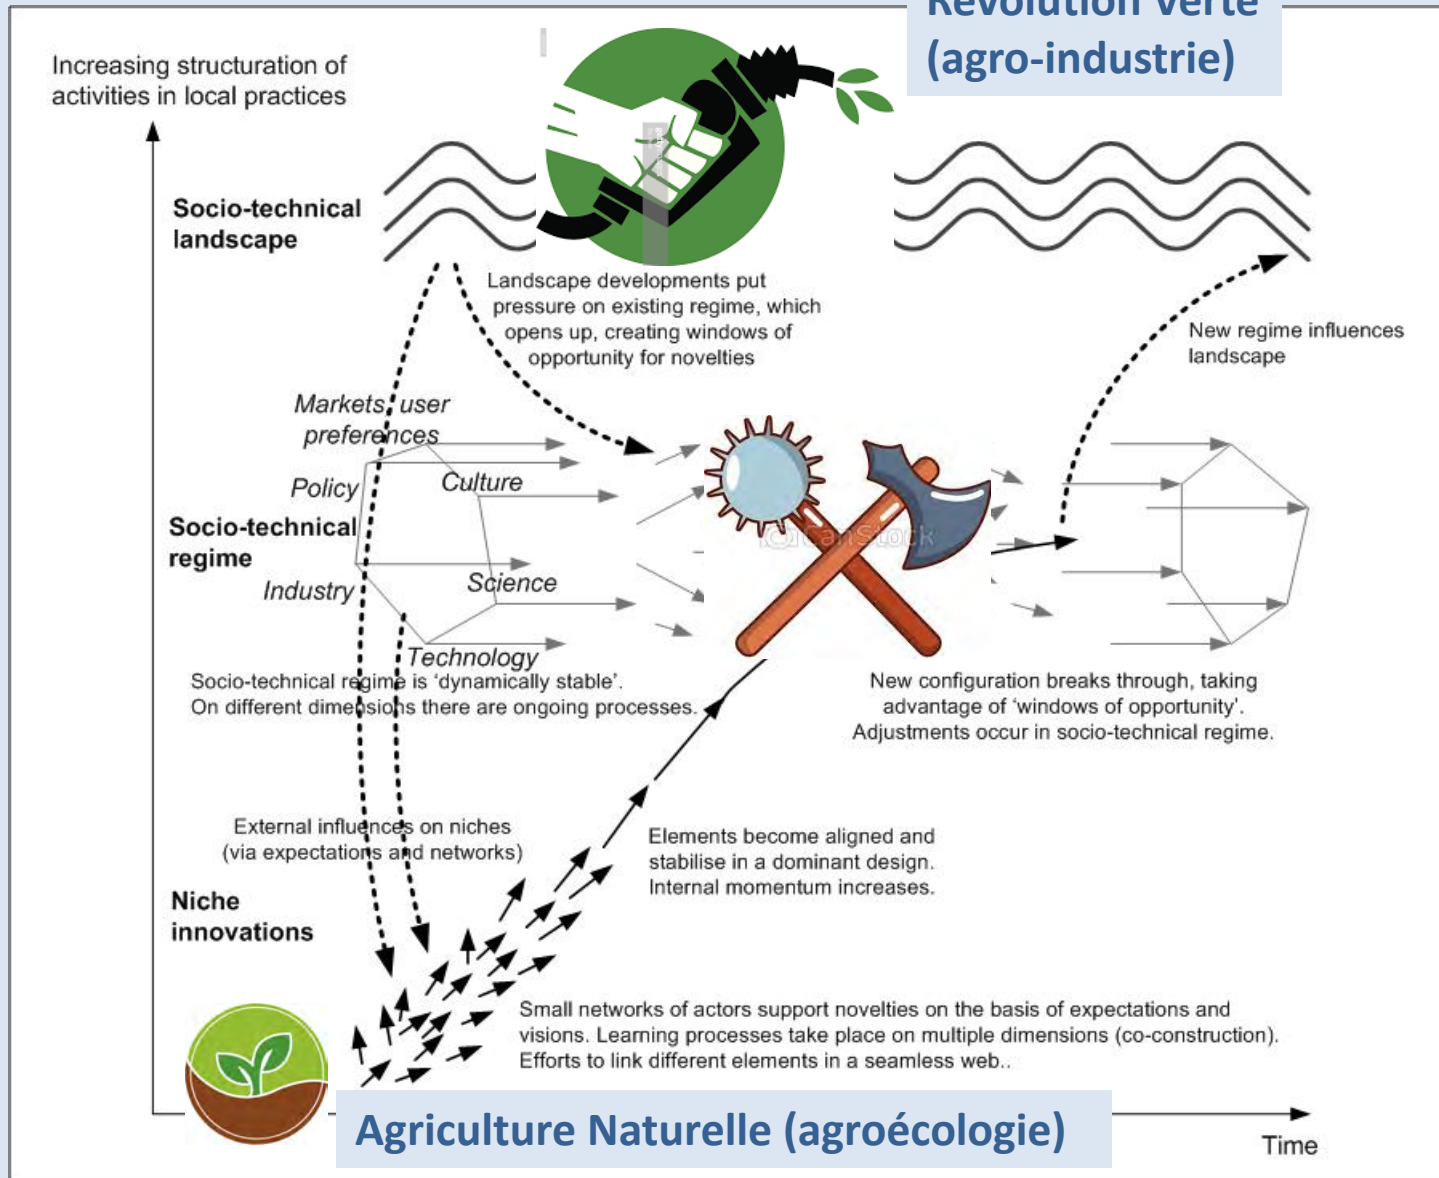 Révolution Verte
(agro-industrie)
Increasing structuration of
activities in local practices
Socio-technical
landscape
Landscape developments put
pressure on existing regime, which
opens up, creating windows of
opportunity for novelties
New regime influences
landscape
Markets, user
preferences
Policy
Culture
Socio-technical
regime
Industry
Science
Technology
CanStock
Socio-technical regime is ‘dynamically stable’.
On different dimensions there are ongoing processes.
New configuration breaks through, taking
advantage of ‘windows of opportunity’.
Adjustments occur in socio-technical regime.
External influences on niches
(via expectations and networks)
Elements become aligned and
stabilise in a dominant design.
Internal momentum increases.
Niche
innovations
Small networks of actors support novelties on the basis of expectations and
visions. Learning processes take place on multiple dimensions (co-construction).
Efforts to link different elements in a seamless web..
Agriculture Naturelle (agroécologie)
Time